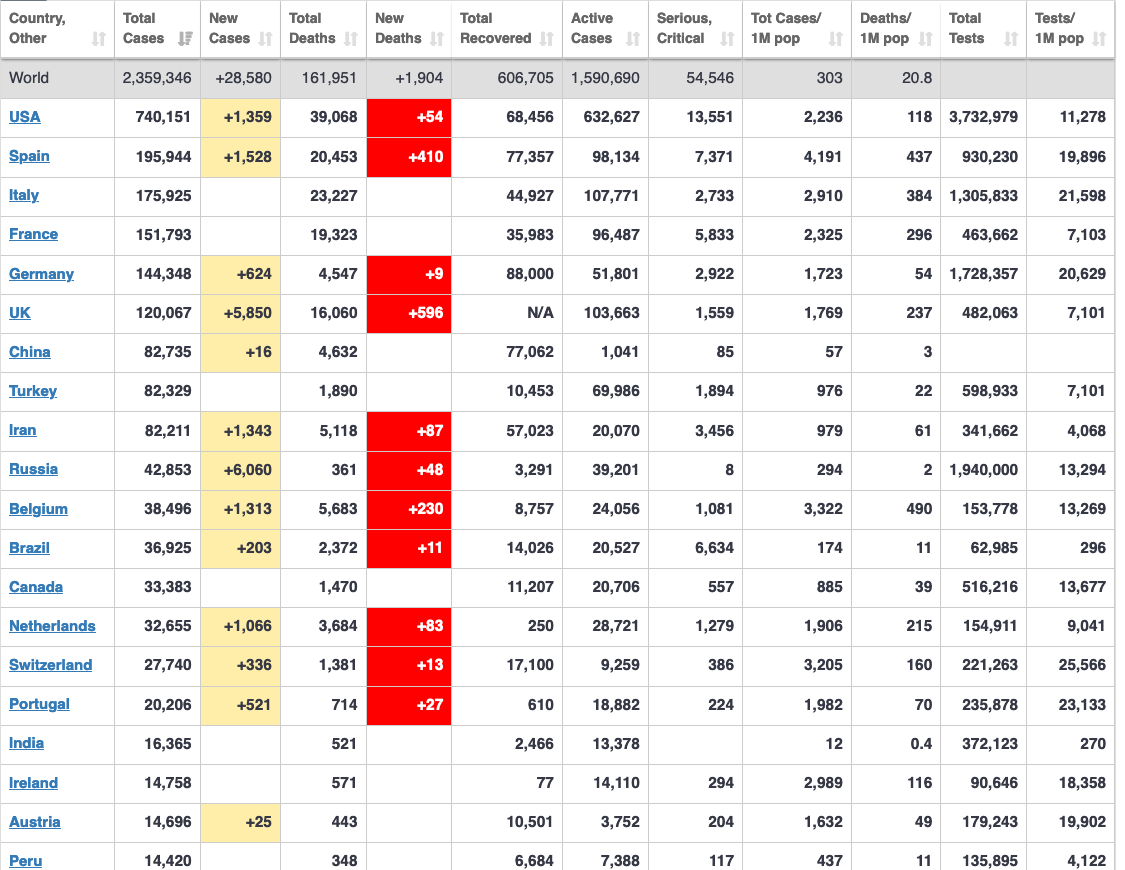 Country, Other Total Cases New Cases Total Deaths New Deaths Total Recovered Active Cases Serious, Critical Tot Cases/ 1M pop Deaths/ 1M pop Total Tests Tests/ 1M pop
World 2,359,346 +28,580 161,951 +1,904 606,705 1,590,690 54,546 303 20.8
USA 740,151 +1,359 39,068 +54 68,456 632,627 13,551 2,236 118 3,732,979 11,278
Spain 195,944 +1,528 20,453 +410 77,357 98,134 7,371 4,191 437 930,230 19,896
Italy 175,925 23,227 44,927 107,771 2,733 2,910 384 1,305,833 21,598
France 151,793 19,323 35,983 96,487 5,833 2,325 296 463,662 7,103
Germany 144,348 +624 4,547 +9 88,000 51,801 2,922 1,723 54 1,728,357 20,629
UK 120,067 +5,850 16,060 +596 N/A 103,663 1,559 1,769 237 482,063 7,101
China 82,735 +16 4,632 77,062 1,041 85 57 3
Turkey 82,329 1,890 10,453 69,986 1,894 976 22 598,933 7,101
Iran 82,211 +1,343 5,118 +87 57,023 20,070 3,456 979 61 341,662 4,068
Russia 42,853 +6,060 361 +48 3,291 39,201 8 294 2 1,940,000 13,294
Belgium 38,496 +1,313 5,683 +230 8,757 24,056 1,081 3,322 490 153,778 13,269
Brazil 36,925 +203 2,372 +11 14,026 20,527 6,634 174 11 62,985 296
Canada 33,383 1,470 11,207 20,706 557 885 39 516,216 13,677
Netherlands 32,655 +1,066 3,684 +83 250 28,721 1,279 1,906 215 154,911 9,041
Switzerland 27,740 +336 1,381 +13 17,100 9,259 386 3,205 160 221,263 25,566
Portugal 20,206 +521 714 +27 610 18,882 224 1,982 70 235,878 23,133
India 16,365 521 2,466 13,378 12 0.4 372,123 270
Ireland 14,758 571 77 14,110 294 2,989 116 90,646 18,358
Austria 14,696 +25 443 10,501 3,752 204 1,632 49 179,243 19,902
Peru 14,420 348 6,684 7,388 117 437 11 135,895 4,122